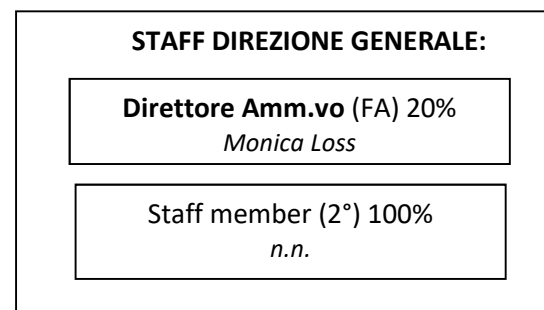 STAFF DIREZIONE GENERALE:
Direttore Amm.vo (FA) 20%
Monica Loss
Staff member (2°) 100%
n.n.